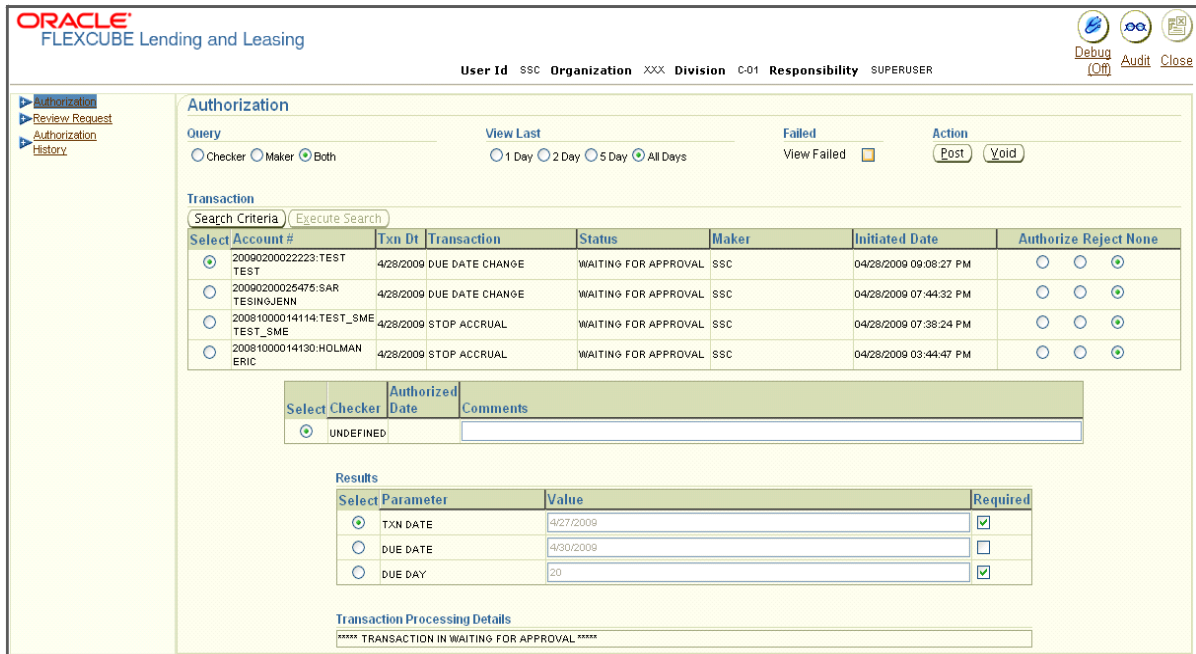 ORACLE
FLEXCUBE Lending and Leasing
Debug (Off) Audit Close
User Id SSC Organization XXX Division C-01 Responsibility SUPERUSER
Authorization
Review Request
Authorization History
Authorization
Query View Last Failed Action
Checker Maker Both 1 Day 2 Day 5 Day All Days View Failed Post Void
Transaction
Search Criteria Execute Search
Select Account # Txn Dt Transaction Status Maker Initiated Date Authorize Reject None
20090200022223:TEST TEST 4/28/2009 DUE DATE CHANGE WAITING FOR APPROVAL SSC 04/28/2009 09:08:27 PM
20090200025475:SAR TESINGJENN 4/28/2009 DUE DATE CHANGE WAITING FOR APPROVAL SSC 04/28/2009 07:44:32 PM
20081000014114:TEST_SME TEST_SME 4/28/2009 STOP ACCRUAL WAITING FOR APPROVAL SSC 04/28/2009 07:38:24 PM
20081000014130:HOLMAN ERIC 4/28/2009 STOP ACCRUAL WAITING FOR APPROVAL SSC 04/28/2009 03:44:47 PM
Select Checker Authorized Date Comments
UNDEFINED
Results
Select Parameter Value Required
TXN DATE 4/27/2009
DUE DATE 4/30/2009
DUE DAY 20
Transaction Processing Details
***** TRANSACTION IN WAITING FOR APPROVAL *****